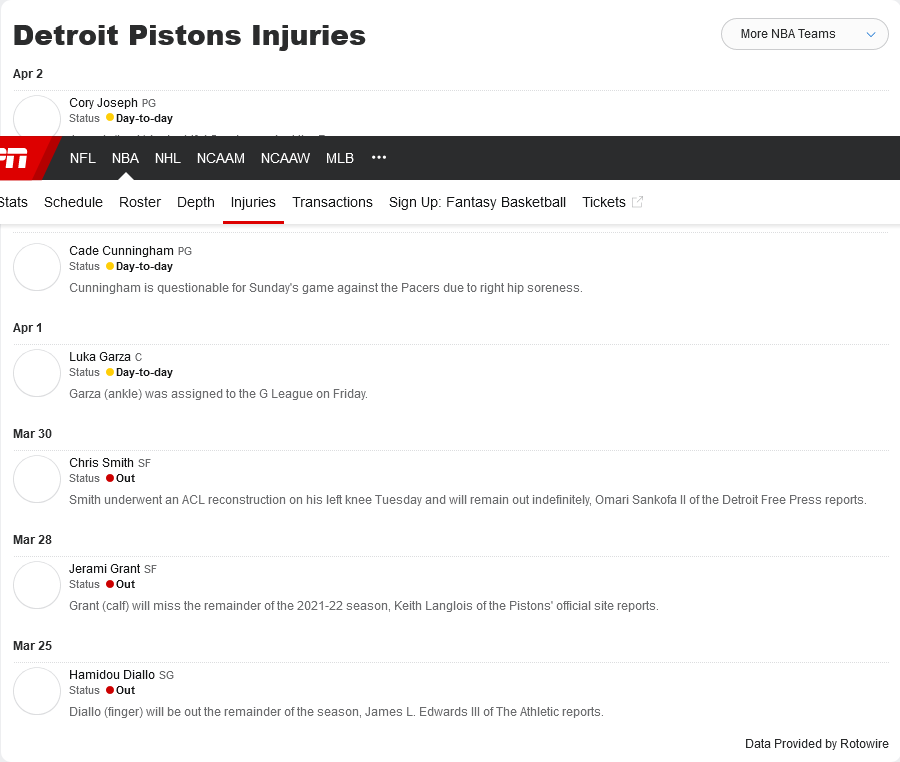 Detroit Pistons Injuries
More NBA Teams
Apr 2
Cory Joseph PG
Status Day-to-day
NFL NBA NHL NCAAM NCAAW MLB •••
Stats Schedule Roster Depth Injuries Transactions Sign Up: Fantasy Basketball Tickets
Cade Cunningham PG
Status Day-to-day
Cunningham is questionable for Sunday's game against the Pacers due to right hip soreness.
Apr 1
Luka Garza C
Status Day-to-day
Garza (ankle) was assigned to the G League on Friday.
Mar 30
Chris Smith SF
Status Out
Smith underwent an ACL reconstruction on his left knee Tuesday and will remain out indefinitely, Omari Sankofa II of the Detroit Free Press reports.
Mar 28
Jerami Grant SF
Status Out
Grant (calf) will miss the remainder of the 2021-22 season, Keith Langlois of the Pistons' official site reports.
Mar 25
Hamidou Diallo SG
Status Out
Diallo (finger) will be out the remainder of the season, James L. Edwards III of The Athletic reports.
Data Provided by Rotowire